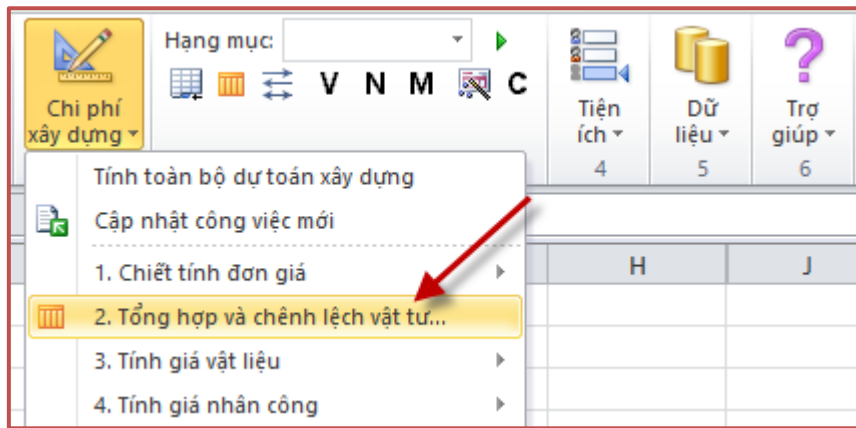 Hạng mục:
V N M C
Chi phí
xây dựng
Tiện
ích
4
Dữ
liệu
5
Trợ
giúp
6
Tính toàn bộ dự toán xây dựng
Cập nhật công việc mới
1. Chiết tính đơn giá
2. Tổng hợp và chênh lệch vật tư...
3. Tính giá vật liệu
4. Tính giá nhân công
H J